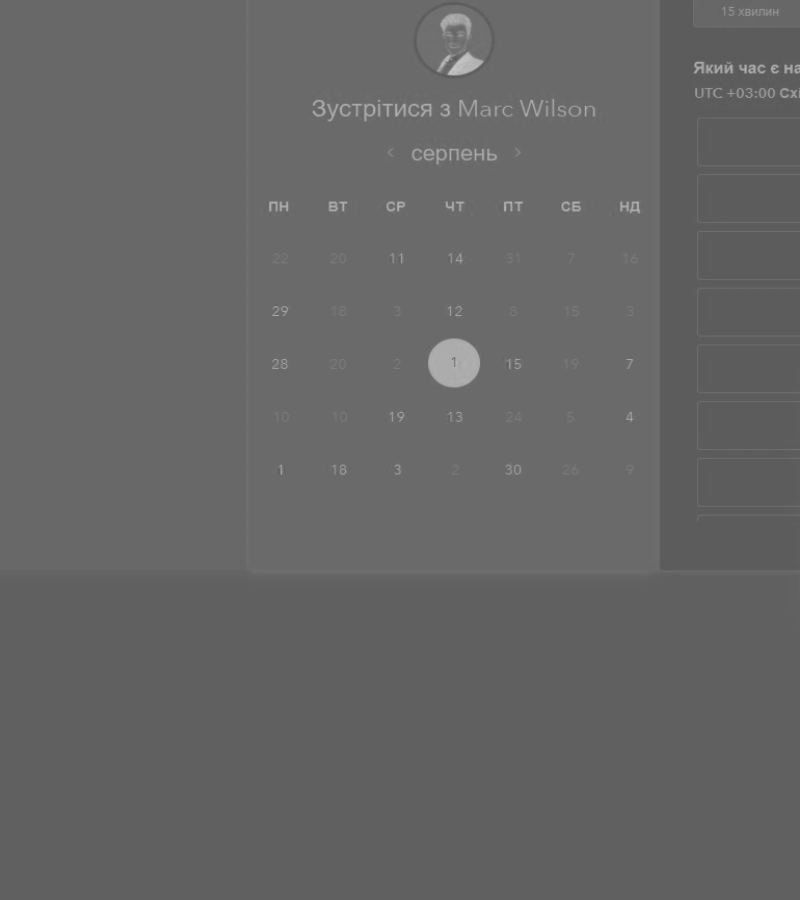 15 хвилин
Який час є на
UTC +03:00 Схі
Зустрітися з Marc Wilson
серпень
ПН ВТ СР ЧТ ПТ СБ НД
22 20 11 14 31 7 16
29 18 3 12 8 15 3
28 20 2 1 15 19 7
10 10 19 13 24 5 4
1 18 3 2 30 26 9